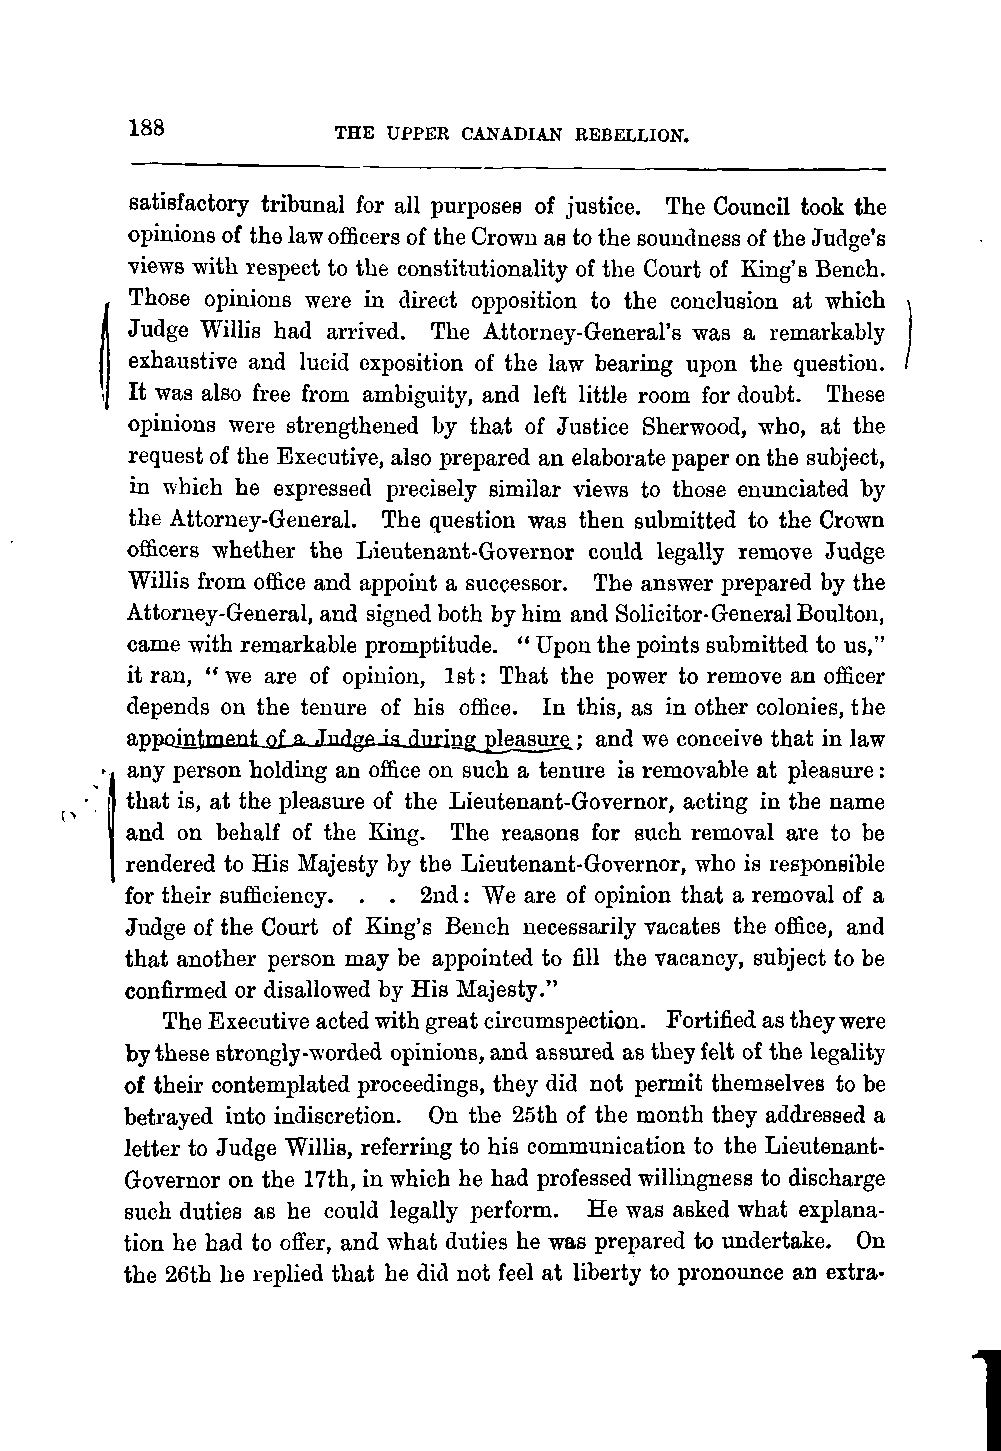 188
THE UPPER CANADIAN REBELLION.
satisfactory tribunal for all purposes of justice. The Council took the
opinions of the law officers of the Crown as to the soundness of the Judge's
views with respect to the constitutionality of the Court of King's Bench.
Those opinions were in direct opposition to the conclusion at which
Judge Willis had arrived. The Attorney-General's was a remarkably
exhaustive and lucid exposition of the law bearing upon the question.
It was also free from ambiguity, and left little room for doubt. These
opinions were strengthened by that of Justice Sherwood, who, at the
request of the Executive, also prepared an elaborate paper on the subject,
in which he expressed precisely similar views to those enunciated by
the Attorney-General. The question was then submitted to the Crown
officers whether the Lieutenant-Governor could legally remove Judge
Willis from office and appoint a successor. The answer prepared by the
Attorney-General, and signed both by him and Solicitor-General Boulton,
came with remarkable promptitude. "Upon the points submitted to us,"
it ran, "we are of opinion, 1st: That the power to remove an officer
depends on the tenure of his office. In this, as in other colonies, the
appointment of a Judge is during pleasure; and we conceive that in law
any person holding an office on such a tenure is removable at pleasure:
that is, at the pleasure of the Lieutenant-Governor, acting in the name
and on behalf of the King. The reasons for such removal are to be
rendered to His Majesty by the Lieutenant-Governor, who is responsible
for their sufficiency. . . 2nd: We are of opinion that a removal of a
Judge of the Court of King's Bench necessarily vacates the office, and
that another person may be appointed to fill the vacancy, subject to be
confirmed or disallowed by His Majesty."
The Executive acted with great circumspection. Fortified as they were
by these strongly-worded opinions, and assured as they felt of the legality
of their contemplated proceedings, they did not permit themselves to be
betrayed into indiscretion. On the 25th of the month they addressed a
letter to Judge Willis, referring to his communication to the Lieutenant-
Governor on the 17th, in which he had professed willingness to discharge
such duties as he could legally perform. He was asked what explana-
tion he had to offer, and what duties he was prepared to undertake. On
the 26th he replied that he did not feel at liberty to pronounce an extra-